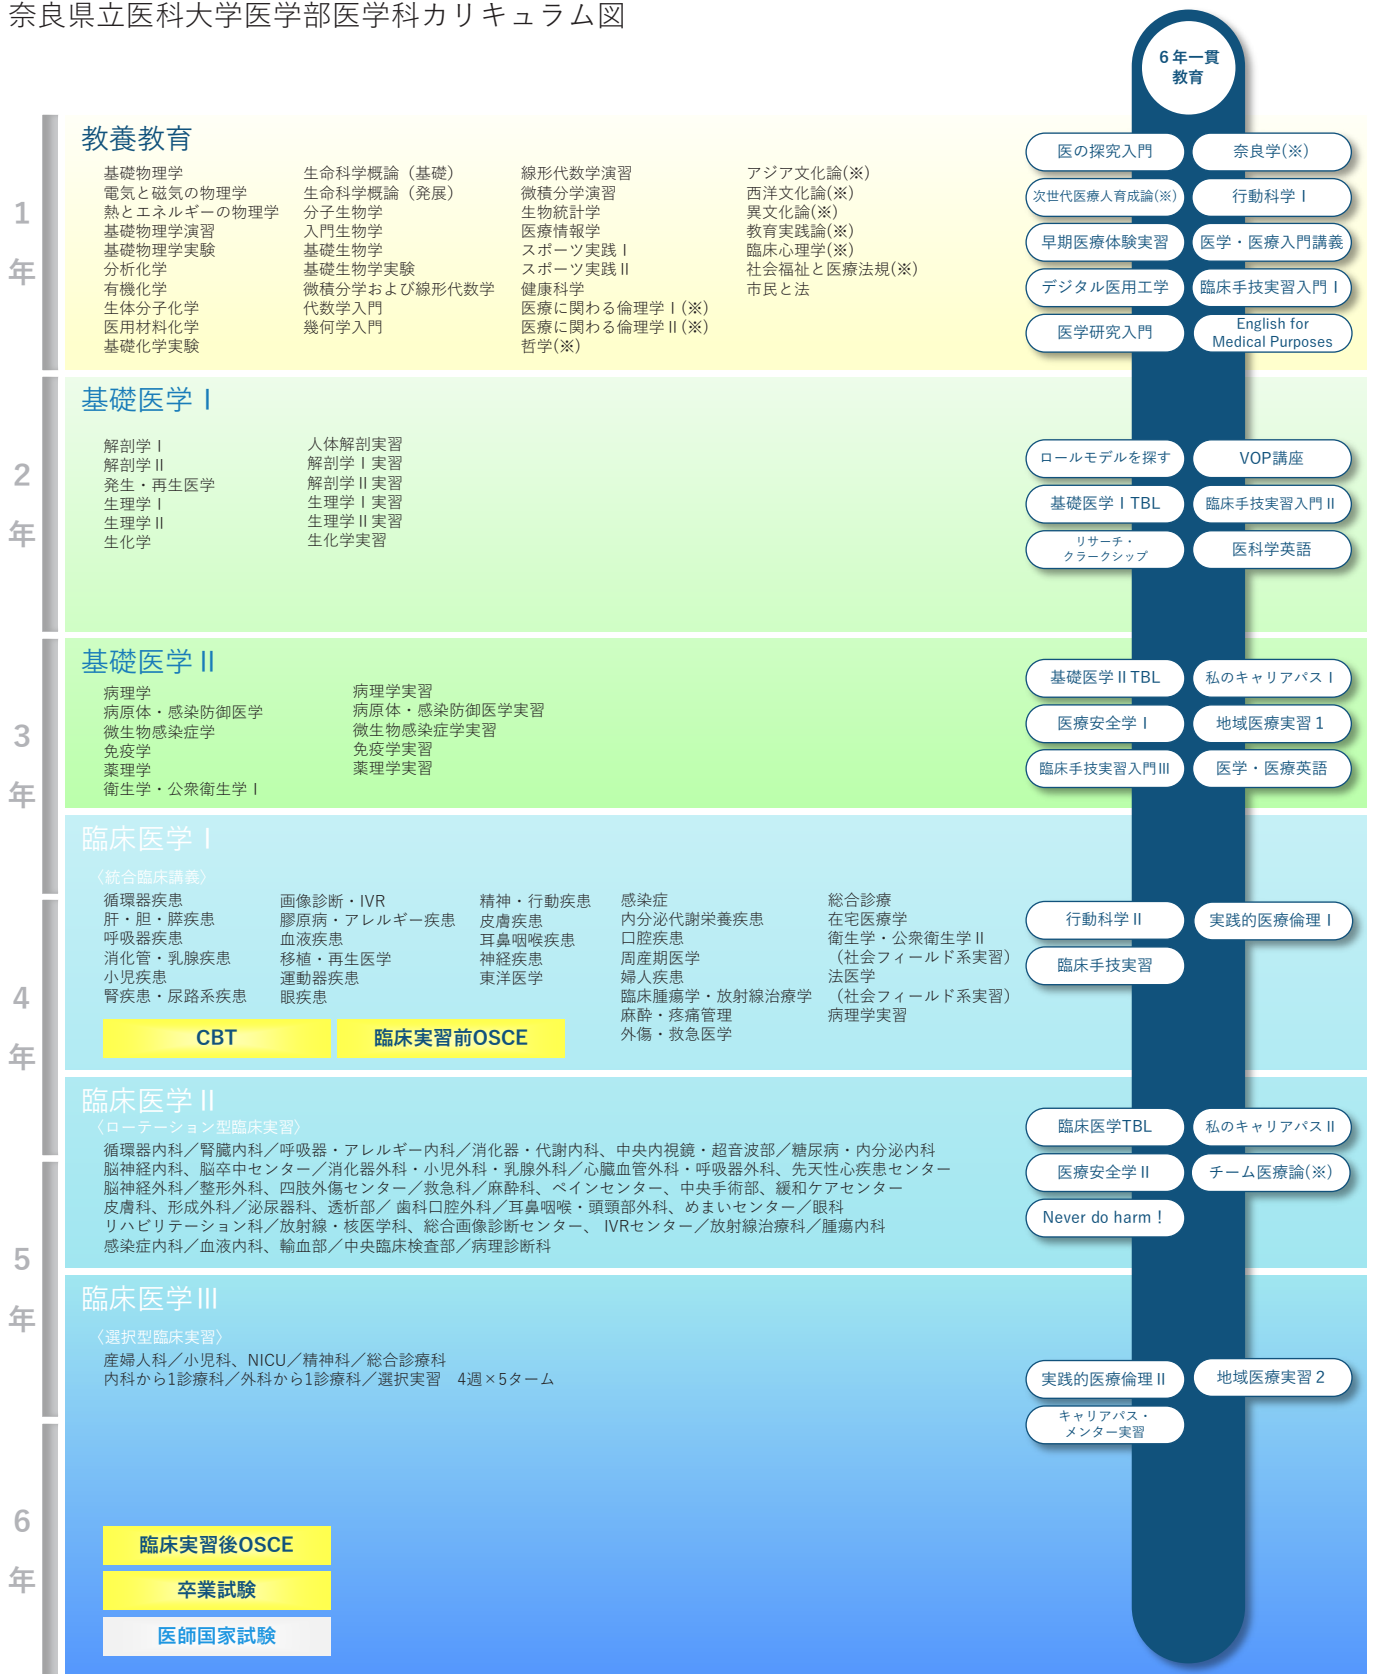 奈良県立医科大学医学部医学科カリキュラム図
6年一貫
教育
1
年
教養教育
基礎物理学
電気と磁気の物理学
熱とエネルギーの物理学
基礎物理学演習
基礎物理学実験
分析化学
有機化学
生体分子化学
医用材料化学
基礎化学実験
生命科学概論（基礎）
生命科学概論（発展）
分子生物学
入門生物学
基礎生物学
基礎生物学実験
微積分学および線形代数学
代数学入門
幾何学入門
線形代数学演習
微積分学演習
生物統計学
医療情報学
スポーツ実践Ⅰ
スポーツ実践Ⅱ
健康科学
医療に関わる倫理学Ⅰ(※)
医療に関わる倫理学Ⅱ(※)
哲学(※)
アジア文化論(※)
西洋文化論(※)
異文化論(※)
教育実践論(※)
臨床心理学(※)
社会福祉と医療法規(※)
市民と法
医の探究入門
奈良学(※)
次世代医療人育成論(※)
行動科学Ⅰ
早期医療体験実習
医学・医療入門講義
デジタル医用工学
臨床手技実習入門Ⅰ
医学研究入門
English for
Medical Purposes
2
年
基礎医学Ⅰ
解剖学Ⅰ
解剖学Ⅱ
発生・再生医学
生理学Ⅰ
生理学Ⅱ
生化学
人体解剖実習
解剖学Ⅰ実習
解剖学Ⅱ実習
生理学Ⅰ実習
生理学Ⅱ実習
生化学実習
ロールモデルを探す
VOP講座
基礎医学ⅠTBL
臨床手技実習入門Ⅱ
リサーチ・
クラークシップ
医科学英語
3
年
基礎医学Ⅱ
病理学
病原体・感染防御医学
微生物感染症学
免疫学
薬理学
衛生学・公衆衛生学Ⅰ
病理学実習
病原体・感染防御医学実習
微生物感染症学実習
免疫学実習
薬理学実習
基礎医学ⅡTBL
私のキャリアパスⅠ
医療安全学Ⅰ
地域医療実習1
臨床手技実習入門Ⅲ
医学・医療英語
臨床医学Ⅰ
〈統合臨床講義〉
循環器疾患
肝・胆・膵疾患
呼吸器疾患
消化管・乳腺疾患
小児疾患
腎疾患・尿路系疾患
画像診断・IVR
膠原病・アレルギー疾患
血液疾患
移植・再生医学
運動器疾患
眼疾患
精神・行動疾患
皮膚疾患
耳鼻咽喉疾患
神経疾患
東洋医学
感染症
内分泌代謝栄養疾患
口腔疾患
周産期医学
婦人疾患
臨床腫瘍学・放射線治療学
麻酔・疼痛管理
外傷・救急医学
総合診療
在宅医療学
衛生学・公衆衛生学Ⅱ
（社会フィールド系実習）
法医学
（社会フィールド系実習）
病理学実習
CBT
臨床実習前OSCE
4
年
行動科学Ⅱ
実践的医療倫理Ⅰ
臨床手技実習
臨床医学Ⅱ
〈ローテーション型臨床実習〉
循環器内科／腎臓内科／呼吸器・アレルギー内科／消化器・代謝内科、中央内視鏡・超音波部／糖尿病・内分泌内科
脳神経内科、脳卒中センター／消化器外科・小児外科・乳腺外科／心臓血管外科・呼吸器外科、先天性心疾患センター
脳神経外科／整形外科、四肢外傷センター／救急科／麻酔科、ペインセンター、中央手術部、緩和ケアセンター
皮膚科、形成外科／泌尿器科、透析部／ 歯科口腔外科／耳鼻咽喉・頭頸部外科、めまいセンター／眼科
リハビリテーション科／放射線・核医学科、総合画像診断センター、 IVRセンター／放射線治療科／腫瘍内科
感染症内科／血液内科、輸血部／中央臨床検査部／病理診断科
臨床医学TBL
私のキャリアパスⅡ
医療安全学Ⅱ
チーム医療論(※)
Never do harm！
5
年
臨床医学Ⅲ
〈選択型臨床実習〉
産婦人科／小児科、NICU／精神科／総合診療科
内科から1診療科／外科から1診療科／選択実習　4週×5ターム
実践的医療倫理Ⅱ
地域医療実習2
キャリアパス・
メンター実習
6
年
臨床実習後OSCE
卒業試験
医師国家試験